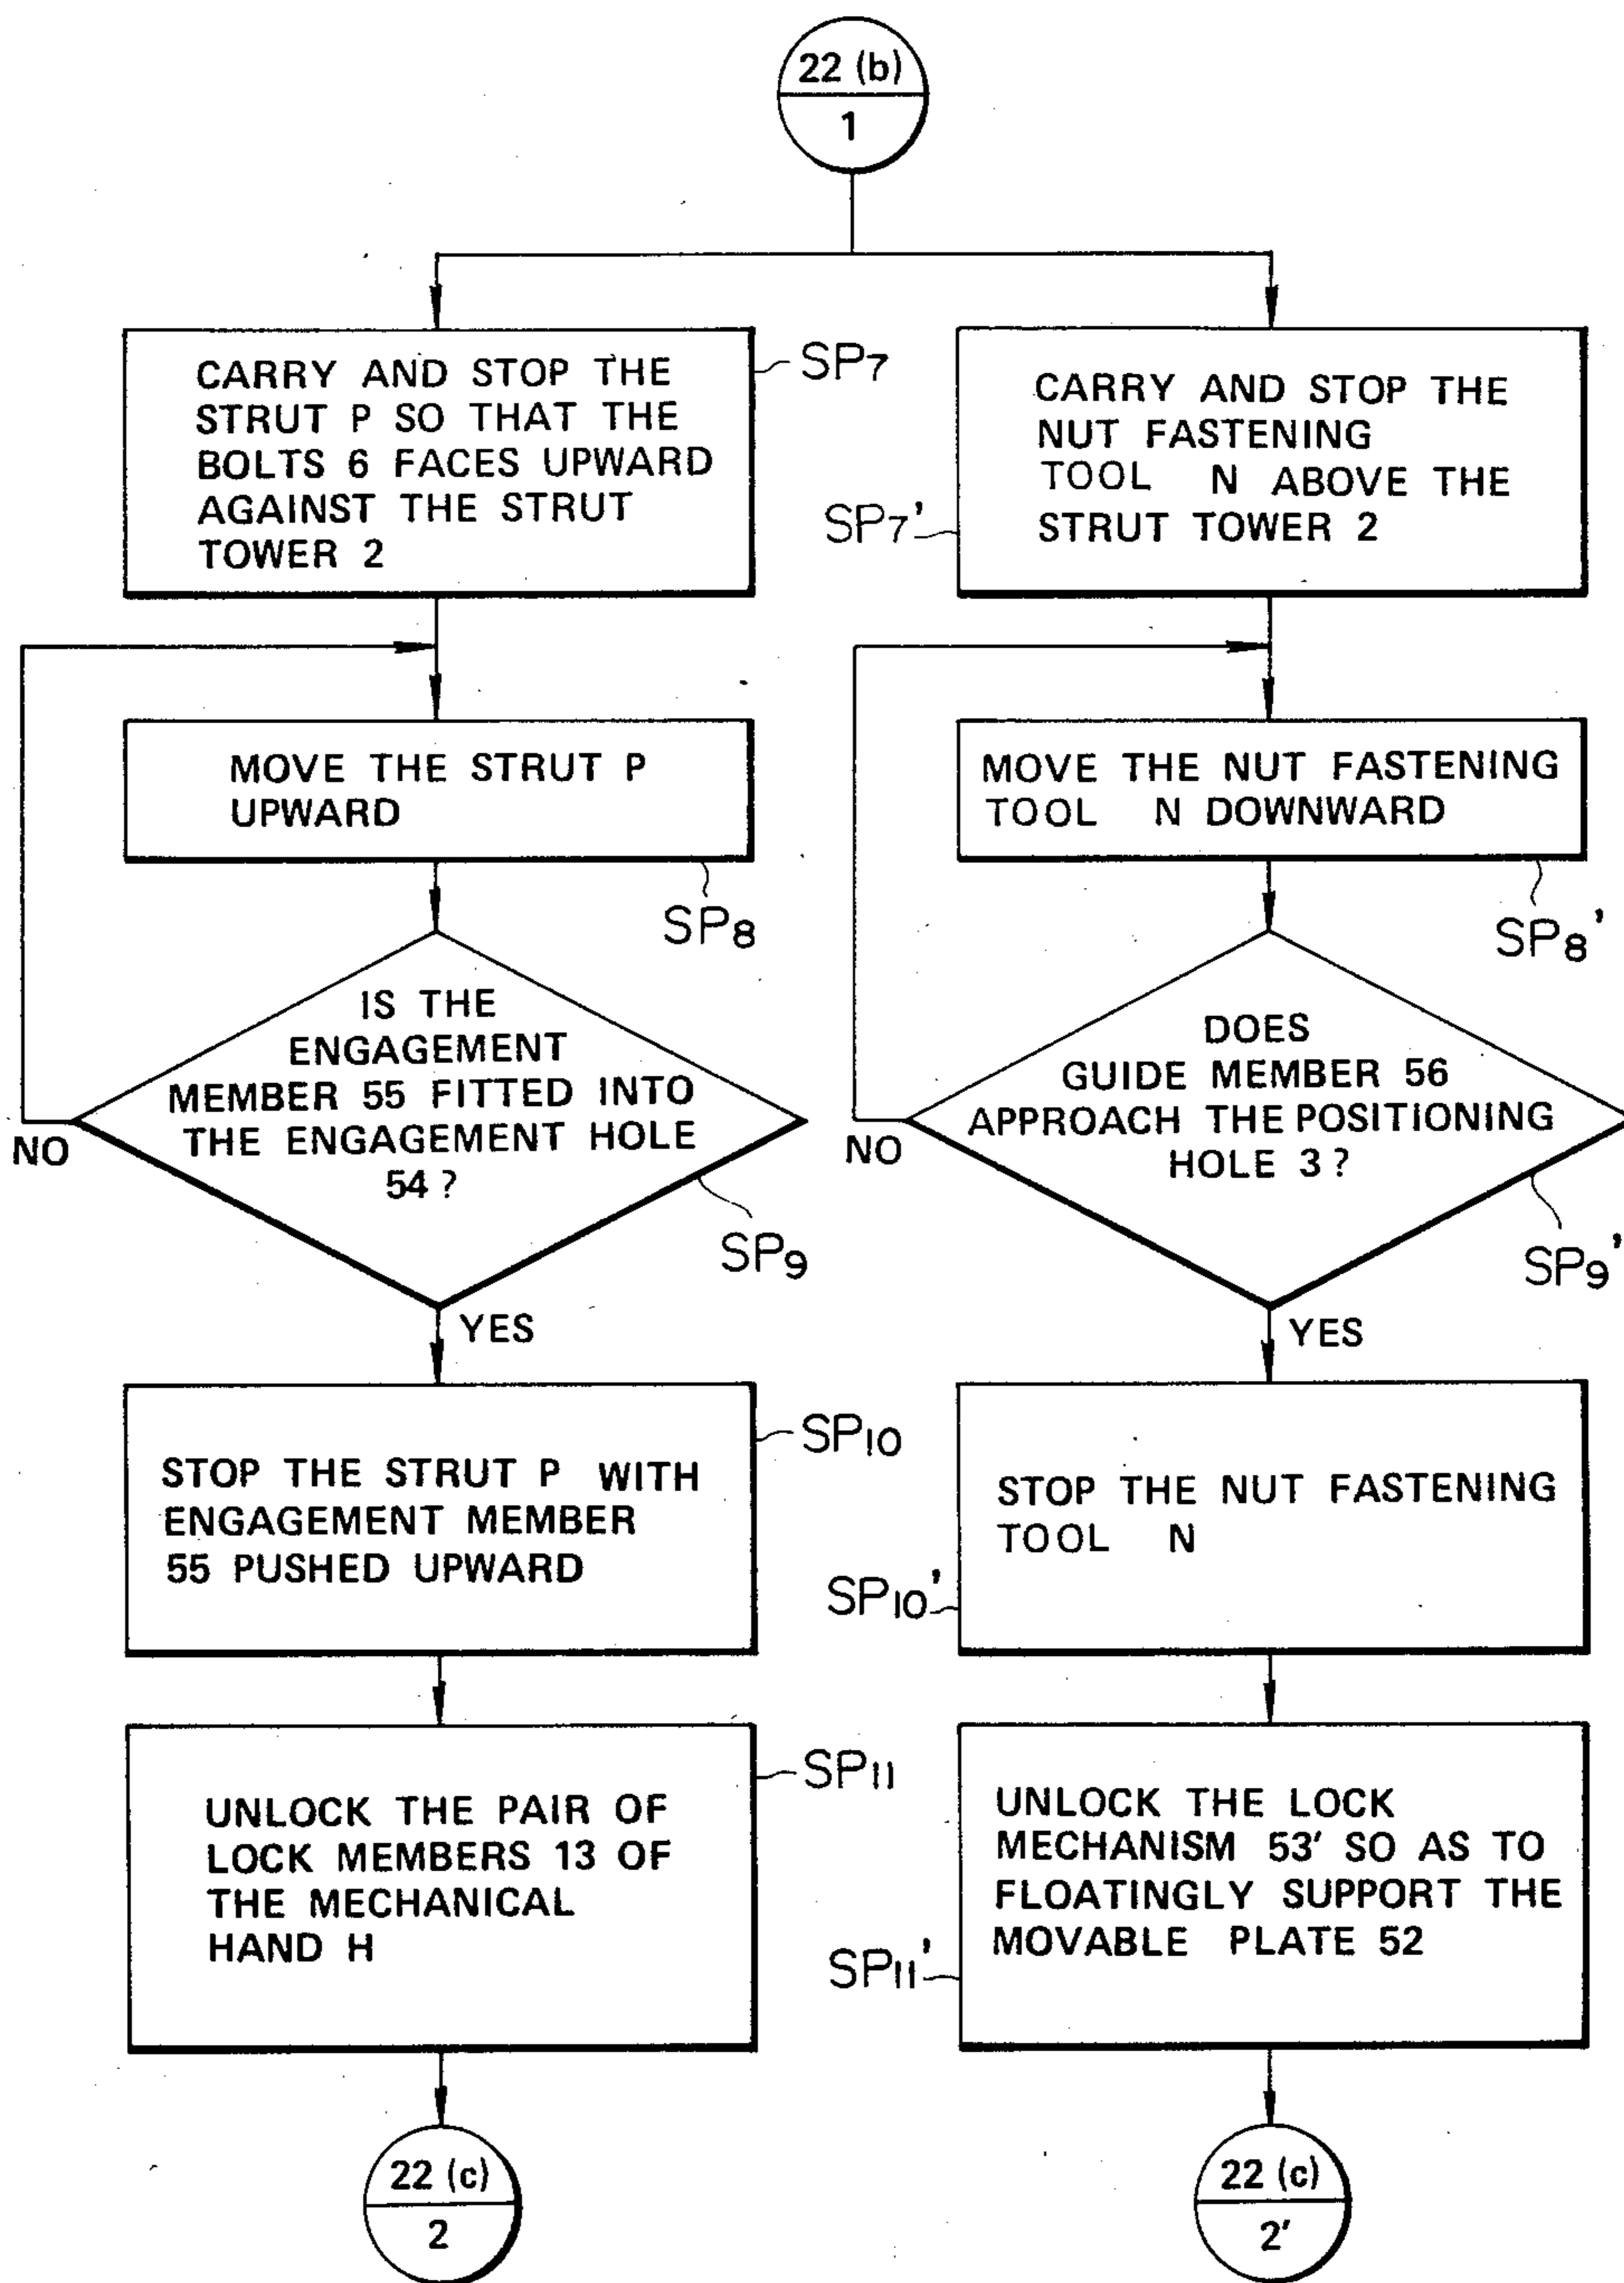 22 (b)
1
CARRY AND STOP THE
STRUT P SO THAT THE
BOLTS 6 FACES UPWARD
AGAINST THE STRUT
TOWER 2
SP7
CARRY AND STOP THE
NUT FASTENING
TOOL N ABOVE THE
STRUT TOWER 2
SP7'
MOVE THE STRUT P
UPWARD
SP8
MOVE THE NUT FASTENING
TOOL N DOWNWARD
SP8'
IS THE
ENGAGEMENT
MEMBER 55 FITTED INTO
THE ENGAGEMENT HOLE
54?
NO
SP9
YES
DOES
GUIDE MEMBER 56
APPROACH THE POSITIONING
HOLE 3?
NO
SP9'
YES
STOP THE STRUT P WITH
ENGAGEMENT MEMBER
55 PUSHED UPWARD
SP10
STOP THE NUT FASTENING
TOOL N
SP10'
UNLOCK THE PAIR OF
LOCK MEMBERS 13 OF
THE MECHANICAL
HAND H
SP11
UNLOCK THE LOCK
MECHANISM 53' SO AS TO
FLOATINGLY SUPPORT THE
MOVABLE PLATE 52
SP11'
22 (c)
2
22 (c)
2'